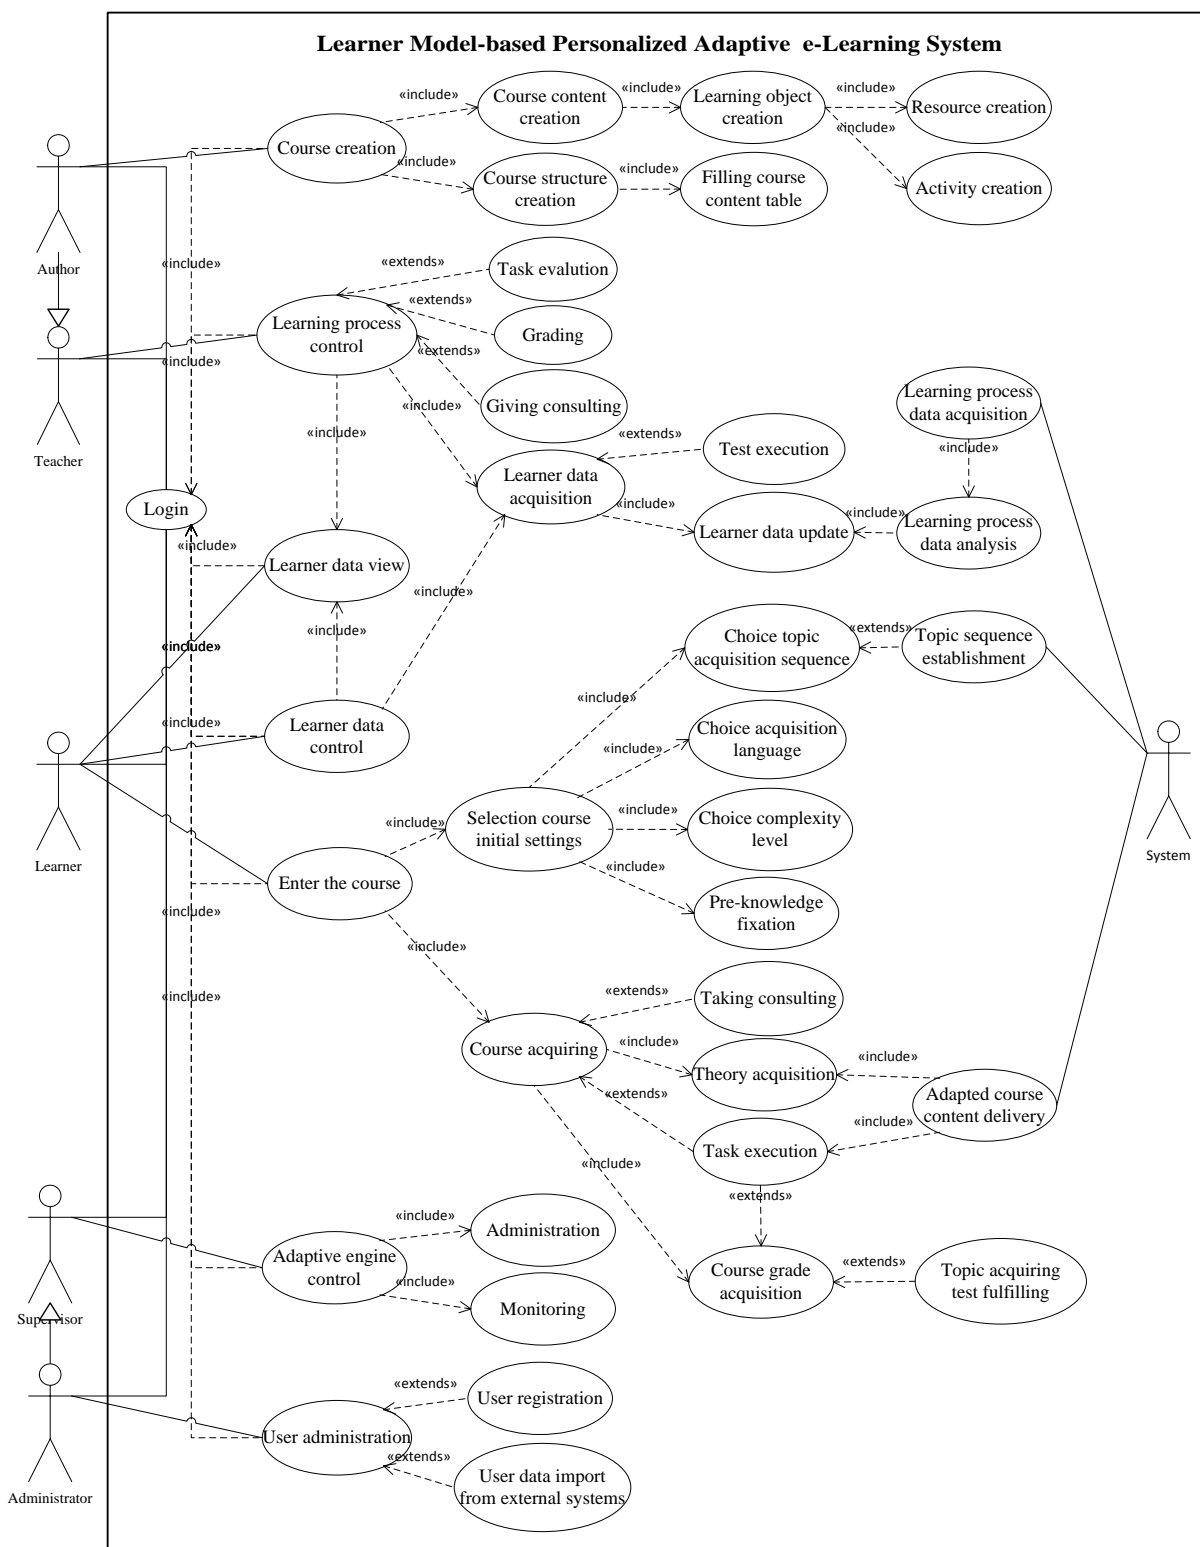 Learner Model-based Personalized Adaptive e-Learning System
«include»
Course content
creation
«include»
Learning object
creation
«include»
Resource creation
«include»
Course creation
«include»
Course structure
creation
«include»
Filling course
content table
Activity creation
Author
«include»
«extends»
Task evalution
«extends»
Learning process
control
Grading
«include»
«extends»
Giving consulting
Teacher
«include»
«include»
Learning process
data acquisition
«include»
«extends»
Test execution
Learner data
acquisition
«include»
Login
«include»
Learner data update
«include»
Learning process
data analysis
«include»
Learner data view
«include»
«include»
«include»
Choice topic
acquisition sequence
«extends»
Topic sequence
establishment
«include»
«include»
Learner data
control
«include»
Choice acquisition
language
Learner
«include»
Selection course
initial settings
«include»
Choice complexity
level
System
Enter the course
«include»
Pre-knowledge
fixation
«include»
«include»
«include»
«extends»
Taking consulting
Course acquiring
«include»
Theory acquisition
«include»
Adapted course
content delivery
«extends»
Task execution
«include»
«include»
«extends»
«include»
Administration
Adaptive engine
control
«include»
Monitoring
Course grade
acquisition
«extends»
Topic acquiring
test fulfilling
Supervisor
«extends»
User registration
User administration
«extends»
User data import
from external systems
Administrator